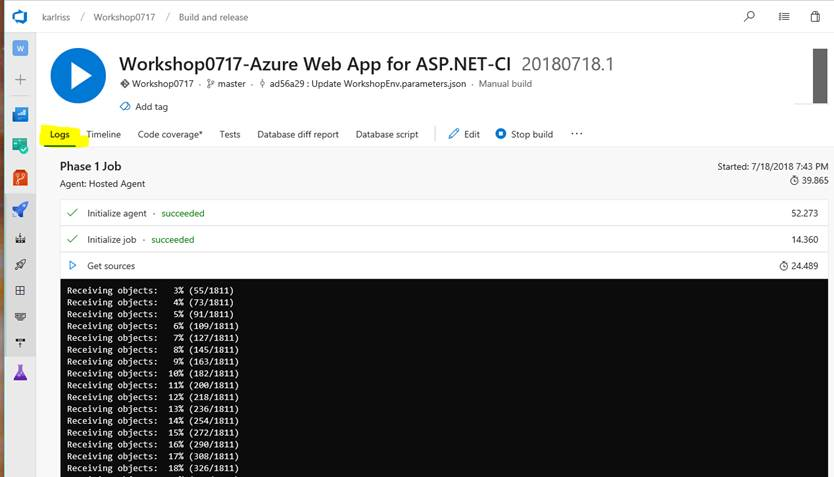 karlriss / Workshop0717 / Build and release
W
Workshop0717-Azure Web App for ASP.NET-CI 20180718.1
Workshop0717 · master · ad56a29 : Update WorkshopEnv.parameters.json · Manual build
Add tag
Logs Timeline Code coverage* Tests Database diff report Database script Edit Stop build ···
Phase 1 Job Started: 7/18/2018 7:43 PM
Agent: Hosted Agent 39.865
Initialize agent · succeeded 52.273
Initialize job · succeeded 14.360
Get sources 24.489
Receiving objects:   3% (55/1811)
Receiving objects:   4% (73/1811)
Receiving objects:   5% (91/1811)
Receiving objects:   6% (109/1811)
Receiving objects:   7% (127/1811)
Receiving objects:   8% (145/1811)
Receiving objects:   9% (163/1811)
Receiving objects:  10% (182/1811)
Receiving objects:  11% (200/1811)
Receiving objects:  12% (218/1811)
Receiving objects:  13% (236/1811)
Receiving objects:  14% (254/1811)
Receiving objects:  15% (272/1811)
Receiving objects:  16% (290/1811)
Receiving objects:  17% (308/1811)
Receiving objects:  18% (326/1811)